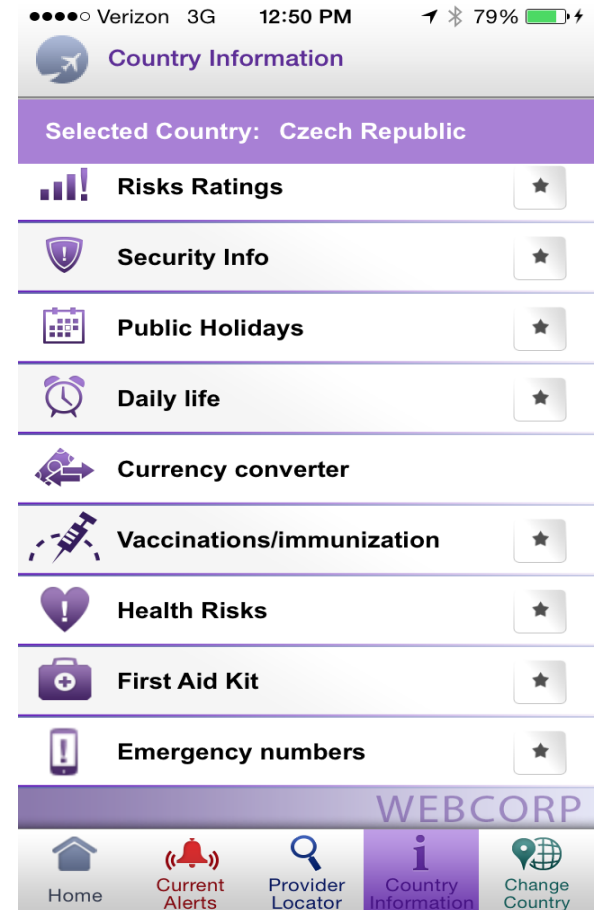 Verizon 3G 12:50 PM 79%
Country Information
Selected Country: Czech Republic
Risks Ratings
Security Info
Public Holidays
Daily life
Currency converter
Vaccinations/immunization
Health Risks
First Aid Kit
Emergency numbers
WEBCORP
Home
Current
Alerts
Provider
Locator
Country
Information
Change
Country